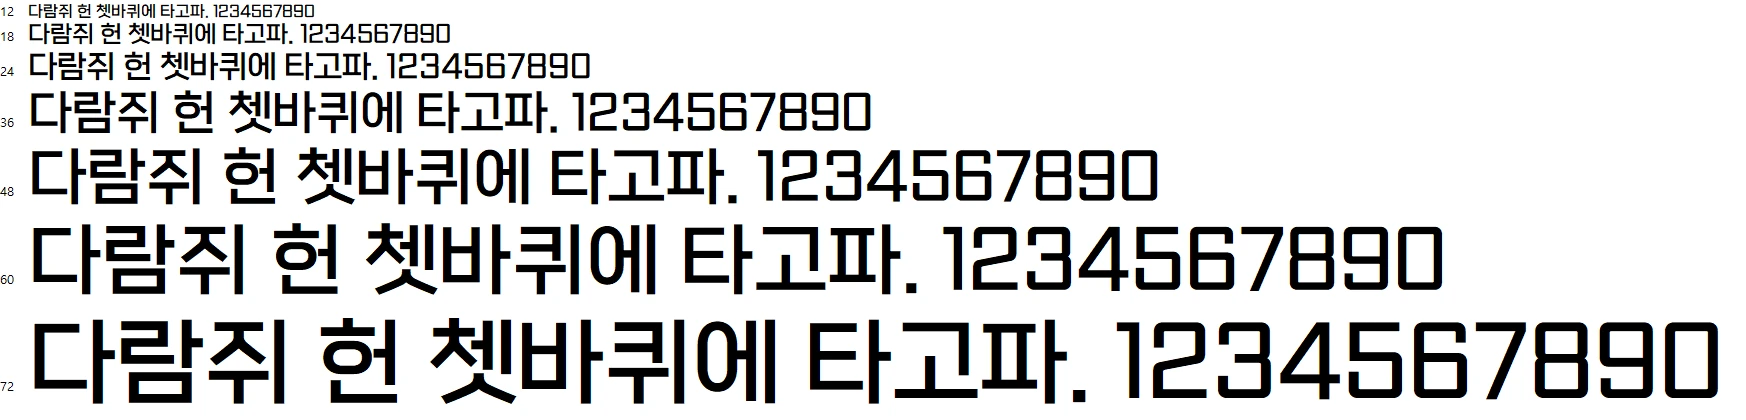 12 다람쥐 헌 쳇바퀴에 타고파. 1234567890
18 다람쥐 헌 쳇바퀴에 타고파. 1234567890
24 다람쥐 헌 쳇바퀴에 타고파. 1234567890
36 다람쥐 헌 쳇바퀴에 타고파. 1234567890
48 다람쥐 헌 쳇바퀴에 타고파. 1234567890
60 다람쥐 헌 쳇바퀴에 타고파. 1234567890
72 다람쥐 헌 쳇바퀴에 타고파. 1234567890